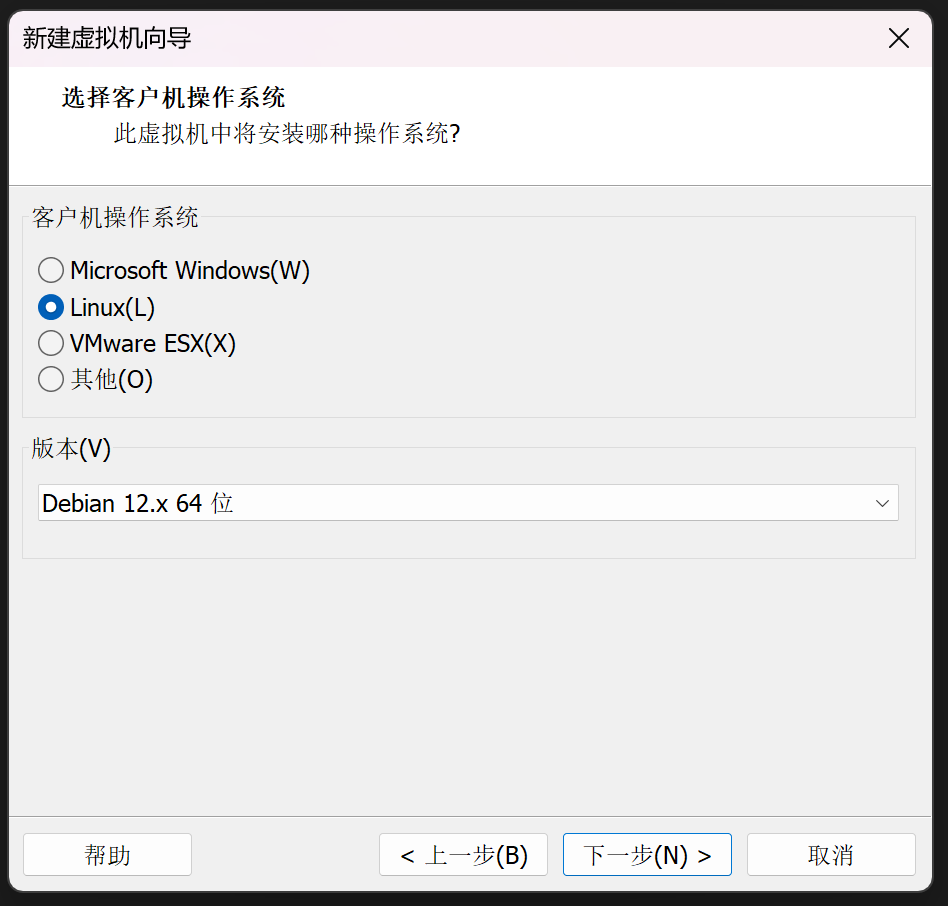 新建虚拟机向导
选择客户机操作系统
此虚拟机中将安装哪种操作系统?
客户机操作系统
Microsoft Windows(W)
Linux(L)
VMware ESX(X)
其他(O)
版本(V)
Debian 12.x 64 位
帮助
< 上一步(B)
下一步(N) >
取消